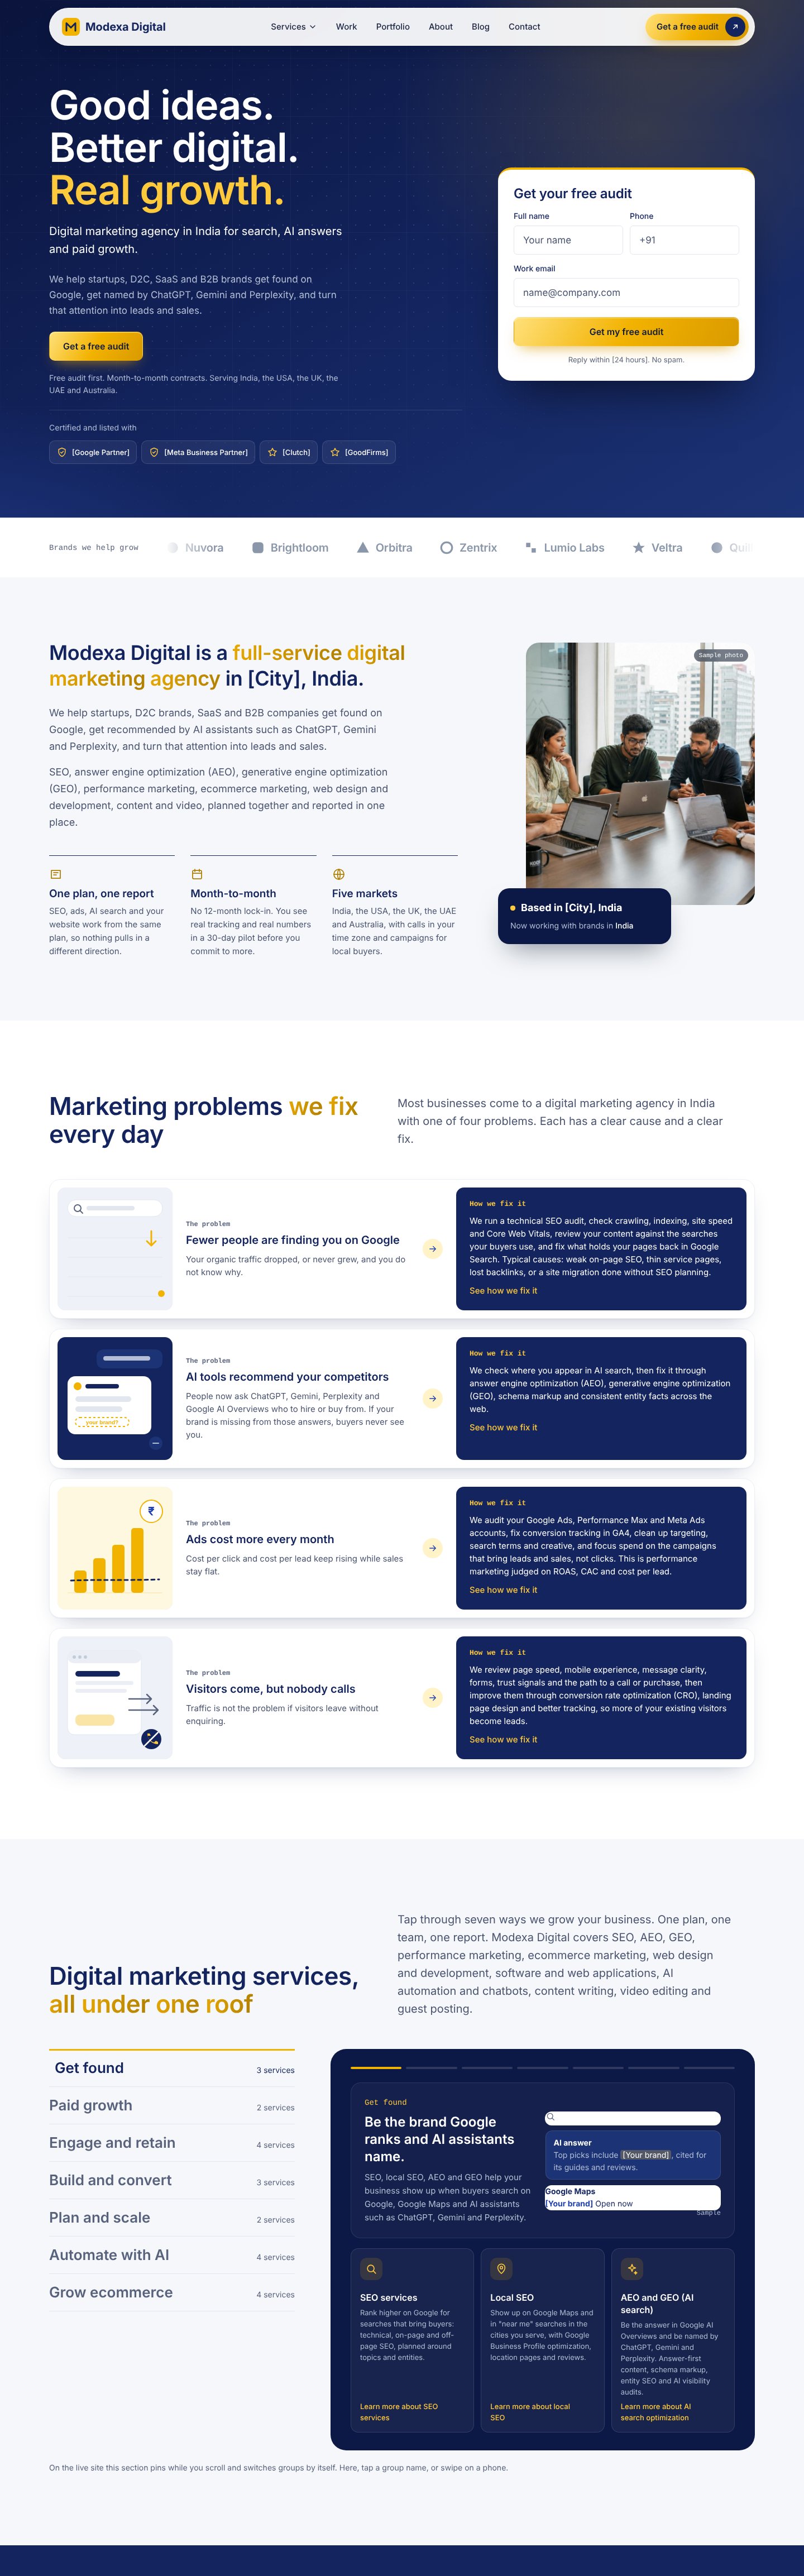 Modexa Digital
Services
Work
Portfolio
About
Blog
Contact
Get a free audit
Good ideas.
Better digital.
Real growth.
Digital marketing agency in India for search, AI answers
and paid growth.
We help startups, D2C, SaaS and B2B brands get found on
Google, get named by ChatGPT, Gemini and Perplexity, and turn
that attention into leads and sales.
Get a free audit
Free audit first. Month-to-month contracts. Serving India, the USA, the UK, the
UAE and Australia.
Certified and listed with
[Google Partner]
[Meta Business Partner]
[Clutch]
[GoodFirms]
Get your free audit
Full name
Phone
Your name
+91
Work email
name@company.com
Get my free audit
Reply within [24 hours]. No spam.
Brands we help grow
Nuvora
Brightloom
Orbitra
Zentrix
Lumio Labs
Veltra
Modexa Digital is a full-service digital
marketing agency in [City], India.
We help startups, D2C brands, SaaS and B2B companies get found on
Google, get recommended by AI assistants such as ChatGPT, Gemini
and Perplexity, and turn that attention into leads and sales.
SEO, answer engine optimization (AEO), generative engine optimization
(GEO), performance marketing, ecommerce marketing, web design and
development, content and video, planned together and reported in one
place.
One plan, one report
SEO, ads, AI search and your
website work from the same
plan, so nothing pulls in a
different direction.
Month-to-month
No 12-month lock-in. You see
real tracking and real numbers
in a 30-day pilot before you
commit to more.
Five markets
India, the USA, the UK, the UAE
and Australia, with calls in your
time zone and campaigns for
local buyers.
Sample photo
Based in [City], India
Now working with brands in India
Marketing problems we fix
every day
Most businesses come to a digital marketing agency in India
with one of four problems. Each has a clear cause and a clear
fix.
The problem
Fewer people are finding you on Google
Your organic traffic dropped, or never grew, and you do
not know why.
How we fix it
We run a technical SEO audit, check crawling, indexing, site speed
and Core Web Vitals, review your content against the searches
your buyers use, and fix what holds your pages back in Google
Search. Typical causes: weak on-page SEO, thin service pages,
lost backlinks, or a site migration done without SEO planning.
See how we fix it
your brand?
The problem
AI tools recommend your competitors
People now ask ChatGPT, Gemini, Perplexity and
Google AI Overviews who to hire or buy from. If your
brand is missing from those answers, buyers never see
you.
How we fix it
We check where you appear in AI search, then fix it through
answer engine optimization (AEO), generative engine optimization
(GEO), schema markup and consistent entity facts across the
web.
See how we fix it
₹
The problem
Ads cost more every month
Cost per click and cost per lead keep rising while sales
stay flat.
How we fix it
We audit your Google Ads, Performance Max and Meta Ads
accounts, fix conversion tracking in GA4, clean up targeting,
search terms and creative, and focus spend on the campaigns
that bring leads and sales, not clicks. This is performance
marketing judged on ROAS, CAC and cost per lead.
See how we fix it
The problem
Visitors come, but nobody calls
Traffic is not the problem if visitors leave without
enquiring.
How we fix it
We review page speed, mobile experience, message clarity,
forms, trust signals and the path to a call or purchase, then
improve them through conversion rate optimization (CRO), landing
page design and better tracking, so more of your existing visitors
become leads.
See how we fix it
Digital marketing services,
all under one roof
Tap through seven ways we grow your business. One plan, one
team, one report. Modexa Digital covers SEO, AEO, GEO,
performance marketing, ecommerce marketing, web design
and development, software and web applications, AI
automation and chatbots, content writing, video editing and
guest posting.
Get found
3 services
Paid growth
2 services
Engage and retain
4 services
Build and convert
3 services
Plan and scale
2 services
Automate with AI
4 services
Grow ecommerce
4 services
Get found
Be the brand Google
ranks and AI assistants
name.
SEO, local SEO, AEO and GEO help your
business show up when buyers search on
Google, Google Maps and AI assistants
such as ChatGPT, Gemini and Perplexity.
AI answer
Top picks include [Your brand], cited for
its guides and reviews.
Google Maps
[Your brand] Open now
Sample
SEO services
Rank higher on Google for
searches that bring buyers:
technical, on-page and off-
page SEO, planned around
topics and entities.
Learn more about SEO
services
Local SEO
Show up on Google Maps and
in "near me" searches in the
cities you serve, with Google
Business Profile optimization,
location pages and reviews.
Learn more about local
SEO
AEO and GEO (AI
search)
Be the answer in Google AI
Overviews and be named by
ChatGPT, Gemini and
Perplexity. Answer-first
content, schema markup,
entity SEO and AI visibility
audits.
Learn more about AI
search optimization
On the live site this section pins while you scroll and switches groups by itself. Here, tap a group name, or swipe on a phone.